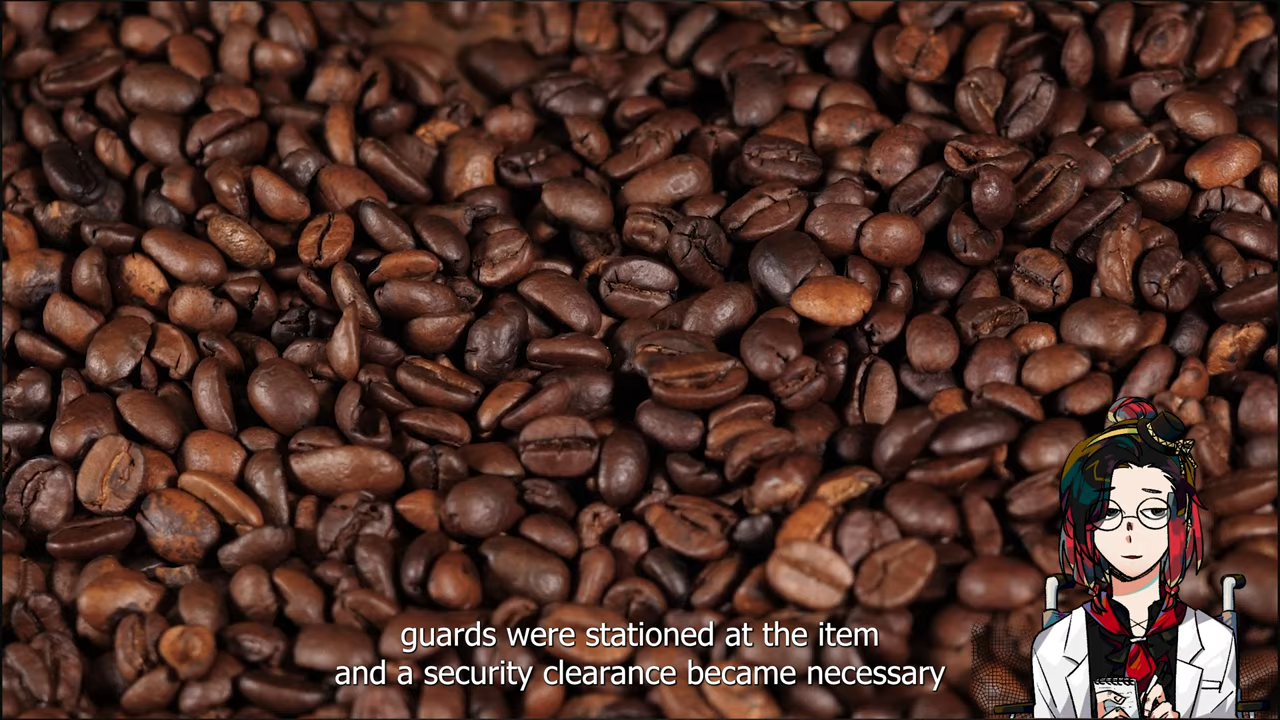 guards were stationed at the item
and a security clearance became necessary